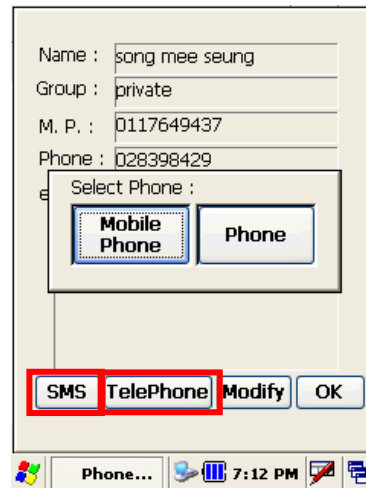 Name : song mee seung
Group : private
M. P. : 0117649437
Phone : 028398429
e
Select Phone :
Mobile Phone
Phone
SMS TelePhone Modify OK
Phone... 7:12 PM